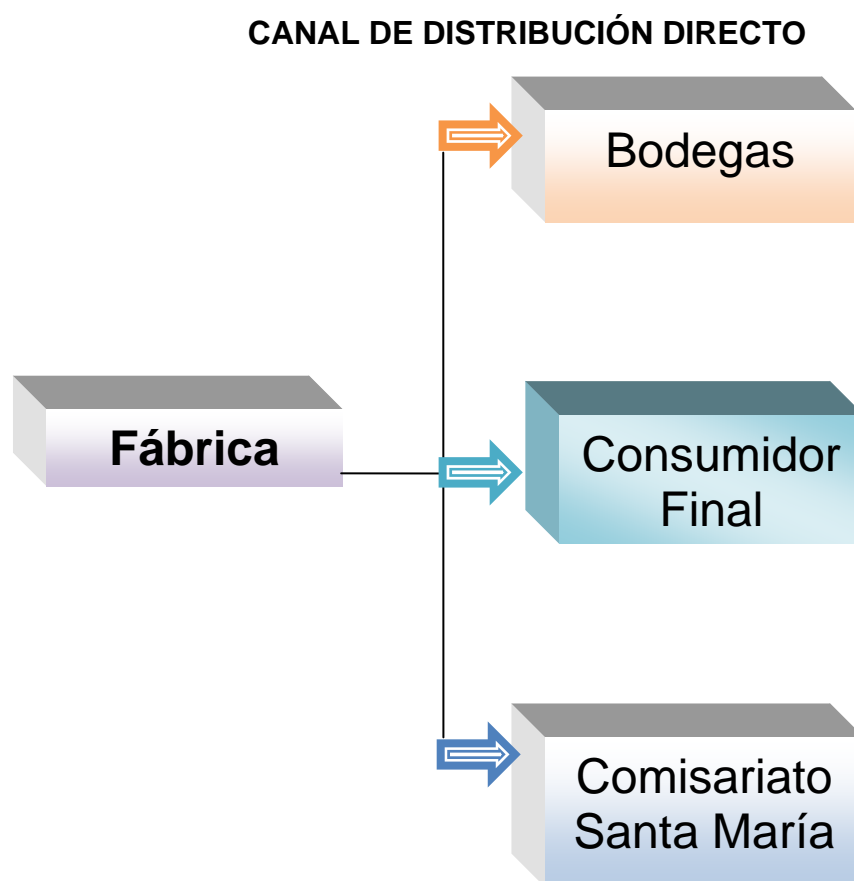 CANAL DE DISTRIBUCIÓN DIRECTO
Bodegas
Fábrica
Consumidor
Final
Comisariato
Santa María